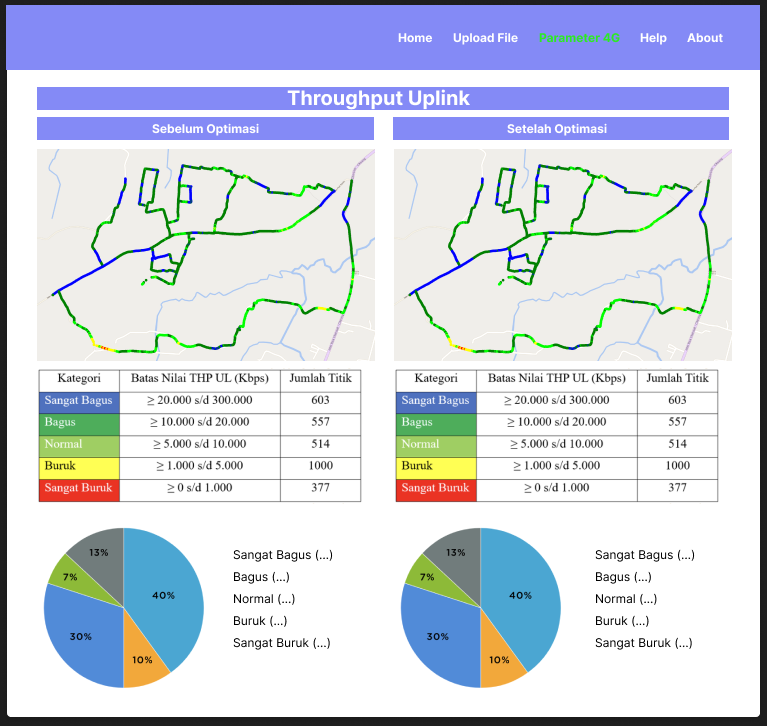 Home Upload File Parameter 4G Help About
Throughput Uplink
Sebelum Optimasi
Kategori Batas Nilai THP UL (Kbps) Jumlah Titik
Sangat Bagus ≥ 20.000 s/d 300.000 603
Bagus ≥ 10.000 s/d 20.000 557
Normal ≥ 5.000 s/d 10.000 514
Buruk ≥ 1.000 s/d 5.000 1000
Sangat Buruk ≥ 0 s/d 1.000 377
13%
7%
40%
30%
10%
Sangat Bagus (...)
Bagus (...)
Normal (...)
Buruk (...)
Sangat Buruk (...)
Setelah Optimasi
Kategori Batas Nilai THP UL (Kbps) Jumlah Titik
Sangat Bagus ≥ 20.000 s/d 300.000 603
Bagus ≥ 10.000 s/d 20.000 557
Normal ≥ 5.000 s/d 10.000 514
Buruk ≥ 1.000 s/d 5.000 1000
Sangat Buruk ≥ 0 s/d 1.000 377
13%
7%
40%
30%
10%
Sangat Bagus (...)
Bagus (...)
Normal (...)
Buruk (...)
Sangat Buruk (...)